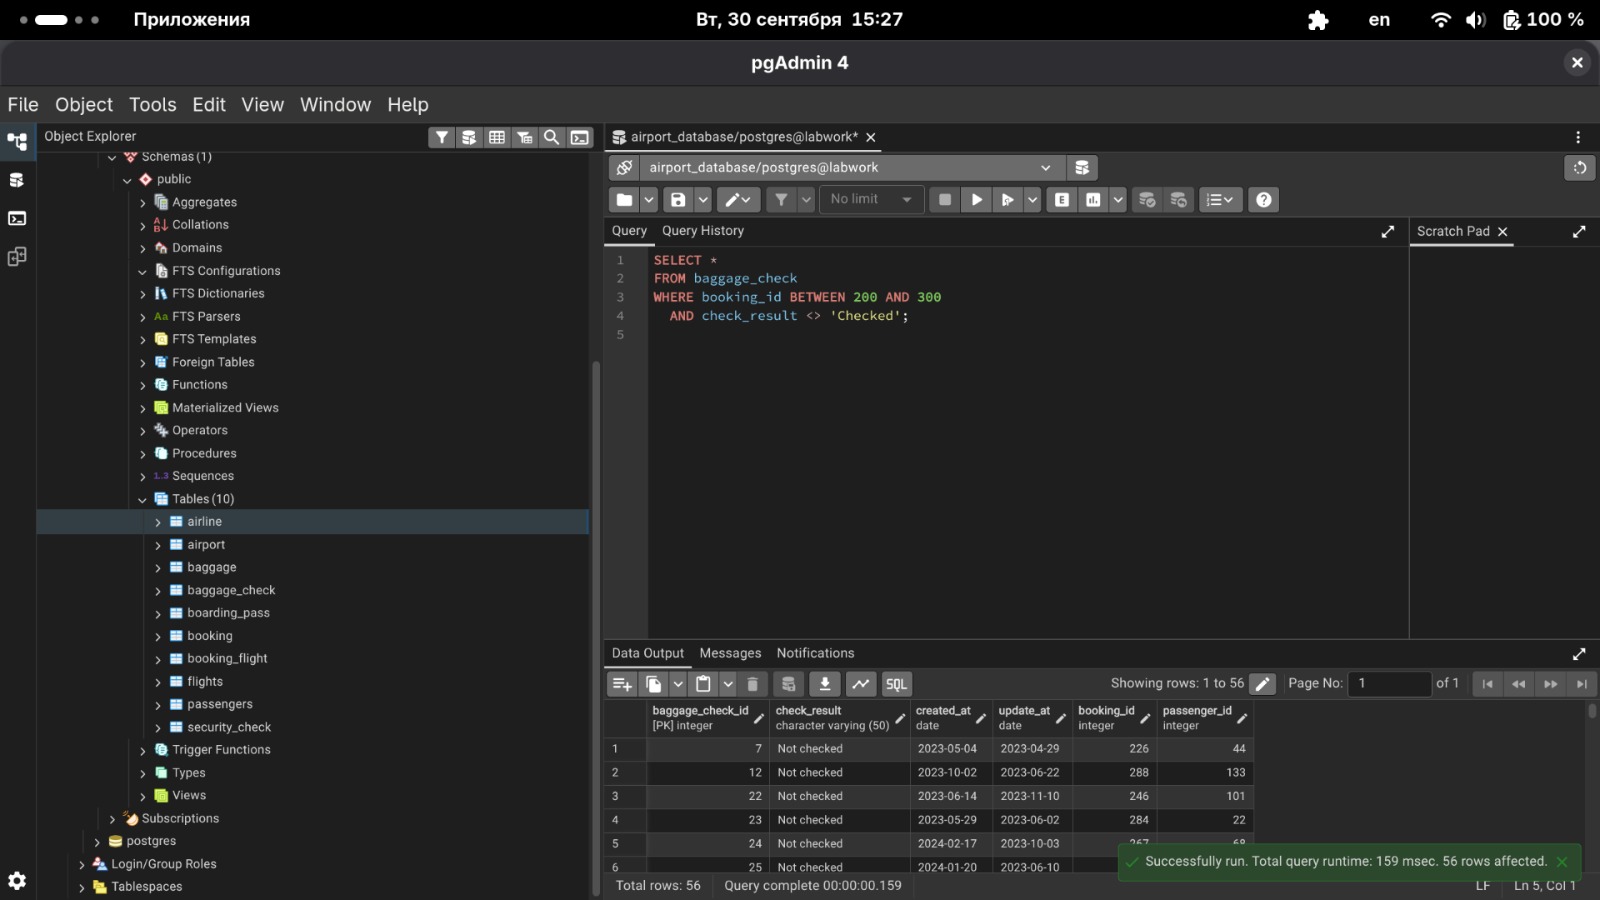 Приложения
Вт, 30 сентября 15:27
en
100 %
pgAdmin 4
File Object Tools Edit View Window Help
Object Explorer
Schemas (1)
public
Aggregates
Collations
Domains
FTS Configurations
FTS Dictionaries
FTS Parsers
FTS Templates
Foreign Tables
Functions
Materialized Views
Operators
Procedures
Sequences
Tables (10)
airline
airport
baggage
baggage_check
boarding_pass
booking
booking_flight
flights
passengers
security_check
Trigger Functions
Types
Views
Subscriptions
postgres
Login/Group Roles
Tablespaces
airport_database/postgres@labwork*
airport_database/postgres@labwork
No limit
Query Query History
Scratch Pad
1 SELECT *
2 FROM baggage_check
3 WHERE booking_id BETWEEN 200 AND 300
4 AND check_result <> 'Checked';
5
Data Output Messages Notifications
SQL
Showing rows: 1 to 56
Page No: 1 of 1
baggage_check_id check_result created_at update_at booking_id passenger_id
[PK] integer character varying (50) date date integer integer
1 7 Not checked 2023-05-04 2023-04-29 226 44
2 12 Not checked 2023-10-02 2023-06-22 288 133
3 22 Not checked 2023-06-14 2023-11-10 246 101
4 23 Not checked 2023-05-29 2023-06-02 284 22
5 24 Not checked 2024-02-17 2023-10-03 267 68
6 25 Not checked 2024-01-20 2023-06-10
Successfully run. Total query runtime: 159 msec. 56 rows affected.
Total rows: 56 Query complete 00:00:00.159
LF Ln 5, Col 1